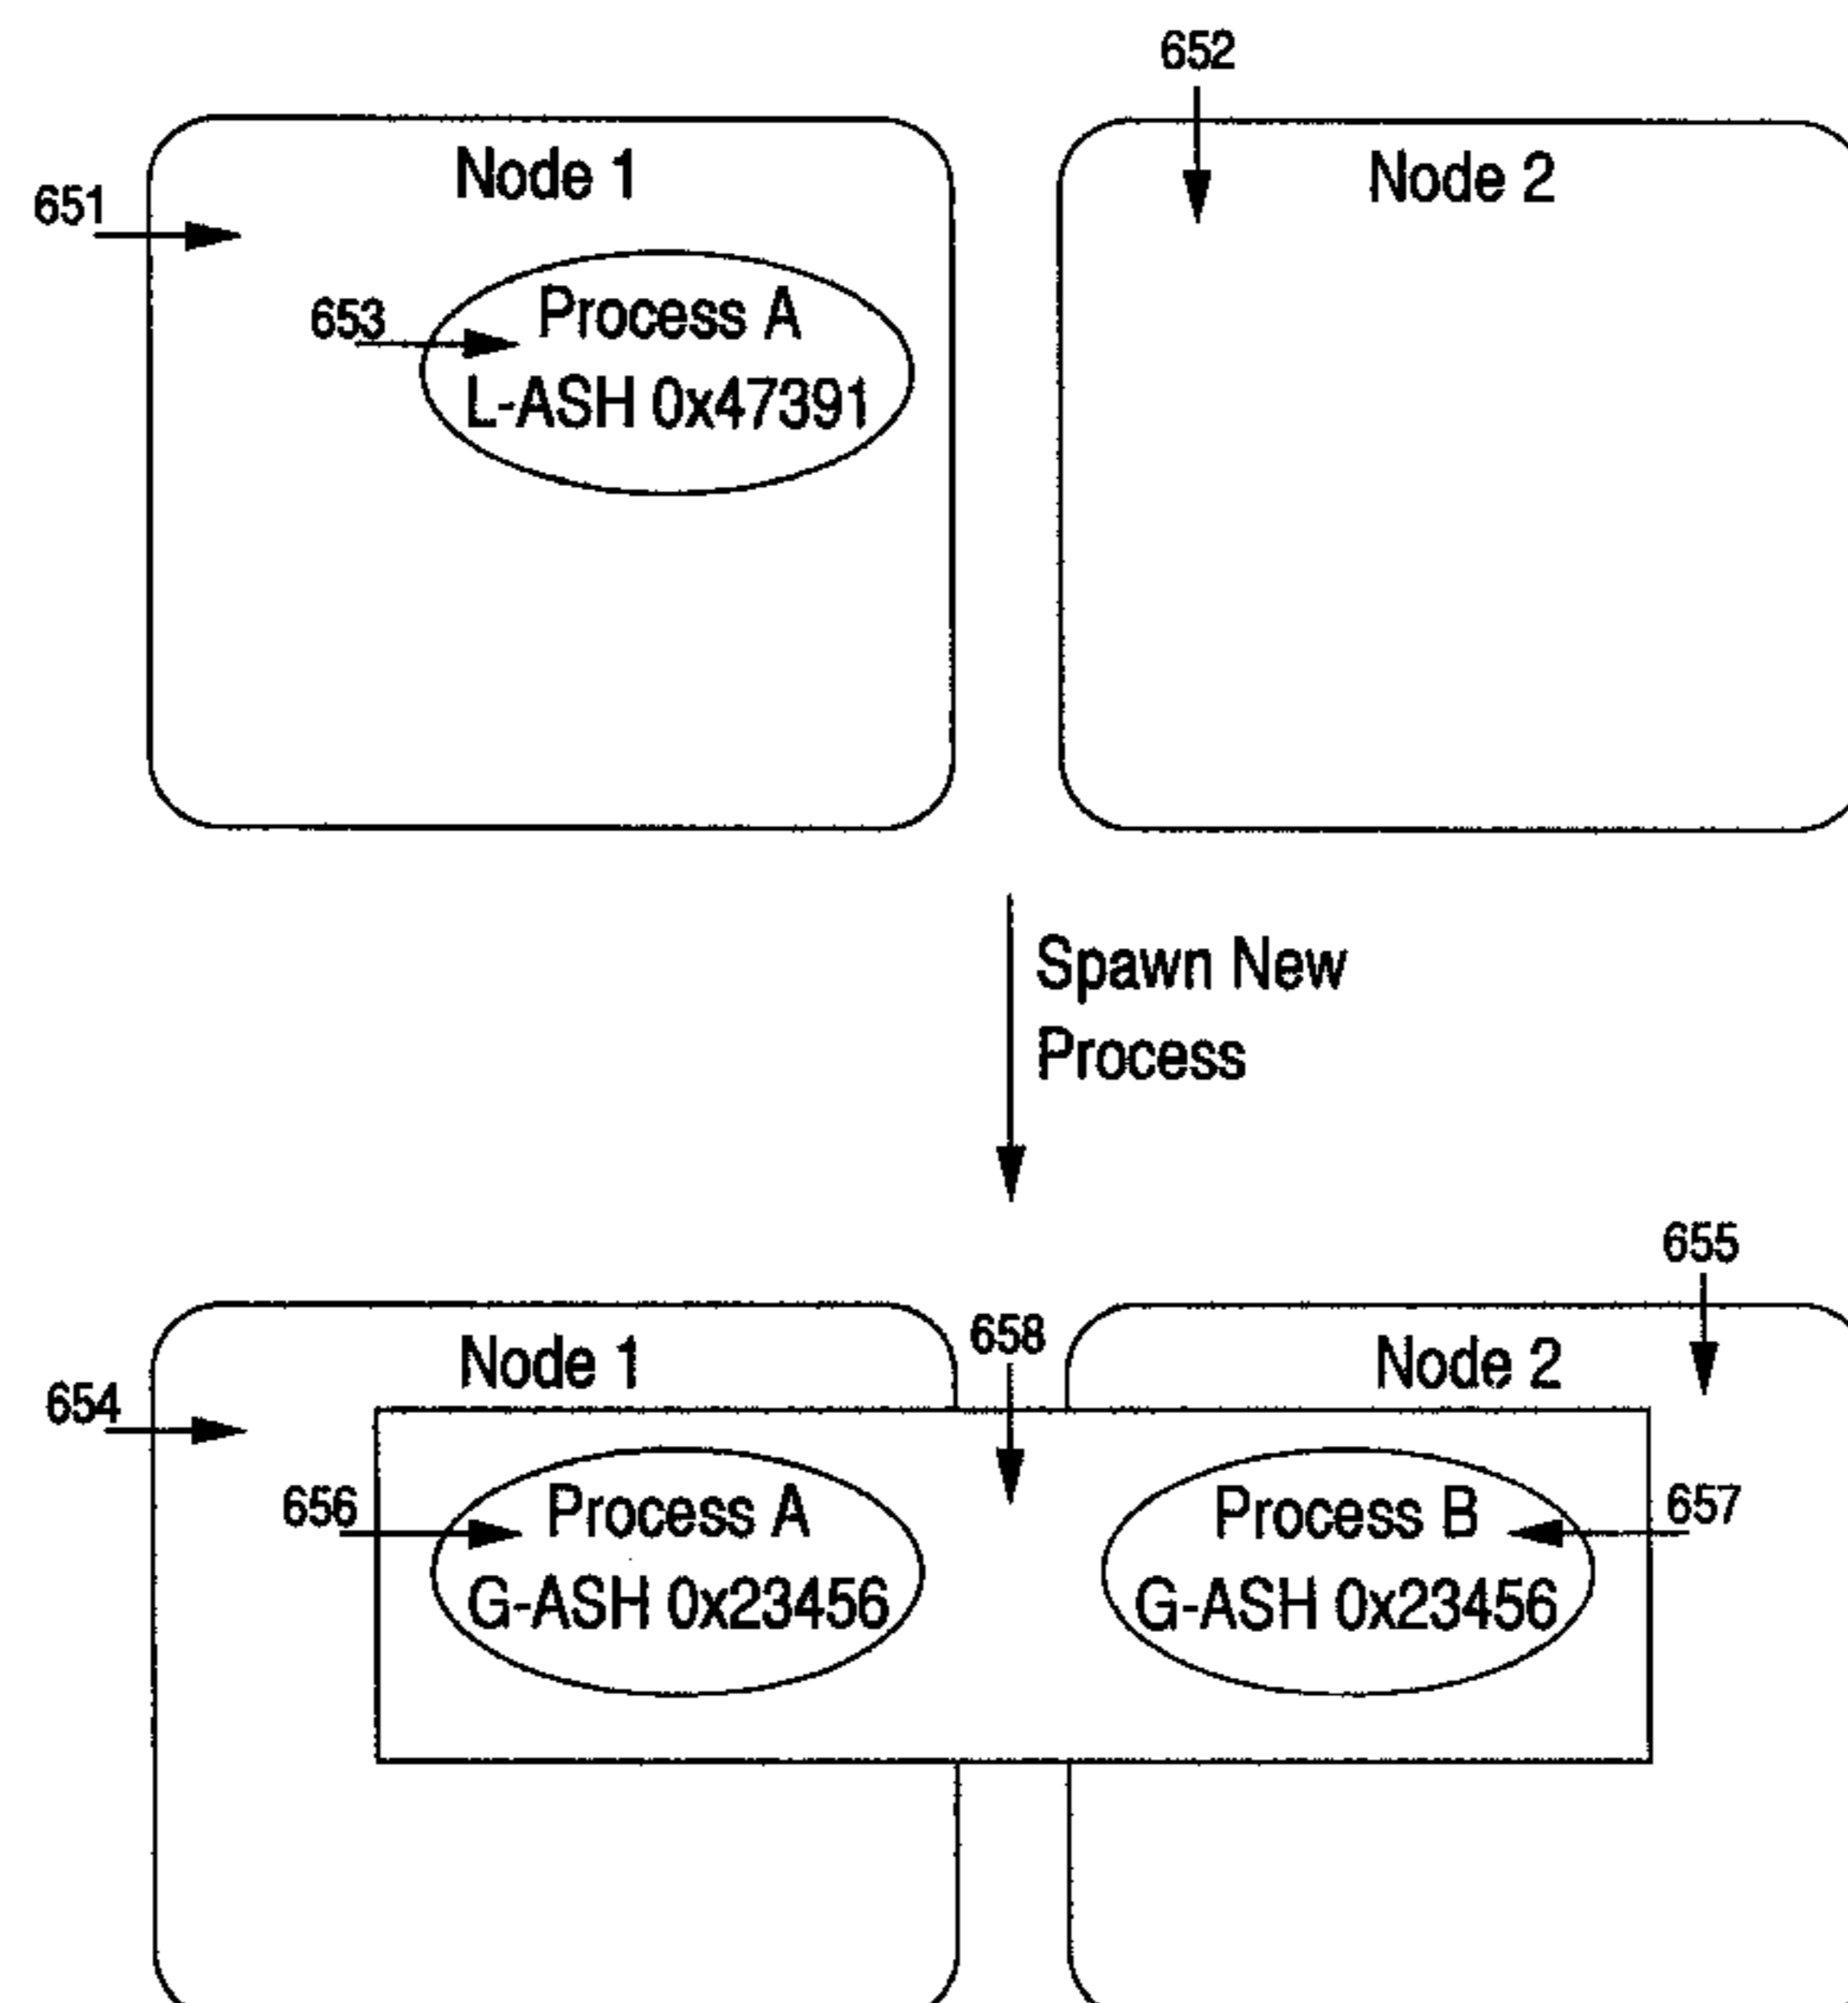 652
Node 1
Node 2
651
653
Process A
L-ASH 0x47391
Spawn New
Process
655
658
Node 1
Node 2
654
656
Process A
G-ASH 0x23456
Process B
G-ASH 0x23456
657